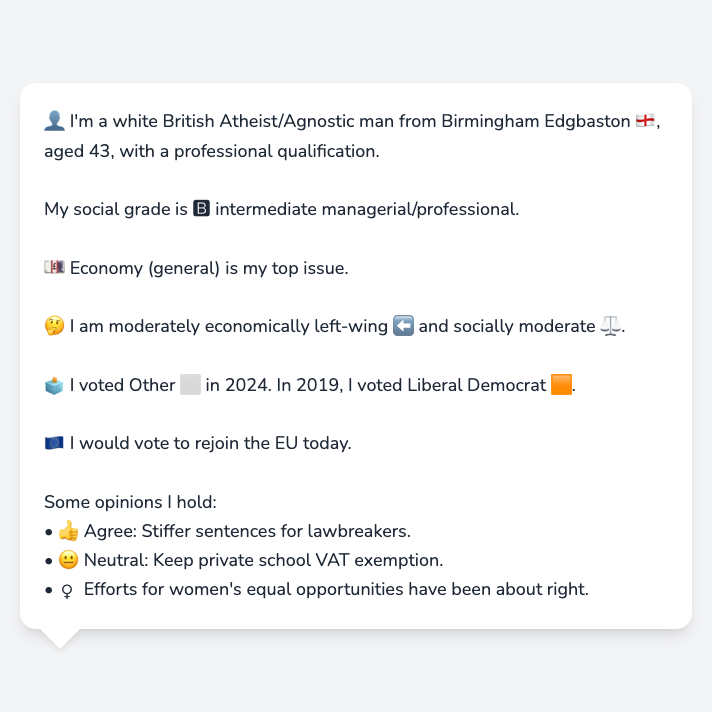 👤 I'm a white British Atheist/Agnostic man from Birmingham Edgbaston 🏴󠁧󠁢󠁥󠁮󠁧󠁿,
aged 43, with a professional qualification.
My social grade is 🅱 intermediate managerial/professional.
💷 Economy (general) is my top issue.
🤔 I am moderately economically left-wing ⬅️ and socially moderate ⚖️.
🗳️ I voted Other ⬜ in 2024. In 2019, I voted Liberal Democrat 🟧.
🇪🇺 I would vote to rejoin the EU today.
Some opinions I hold:
• 👍 Agree: Stiffer sentences for lawbreakers.
• 😐 Neutral: Keep private school VAT exemption.
• ♀ Efforts for women's equal opportunities have been about right.